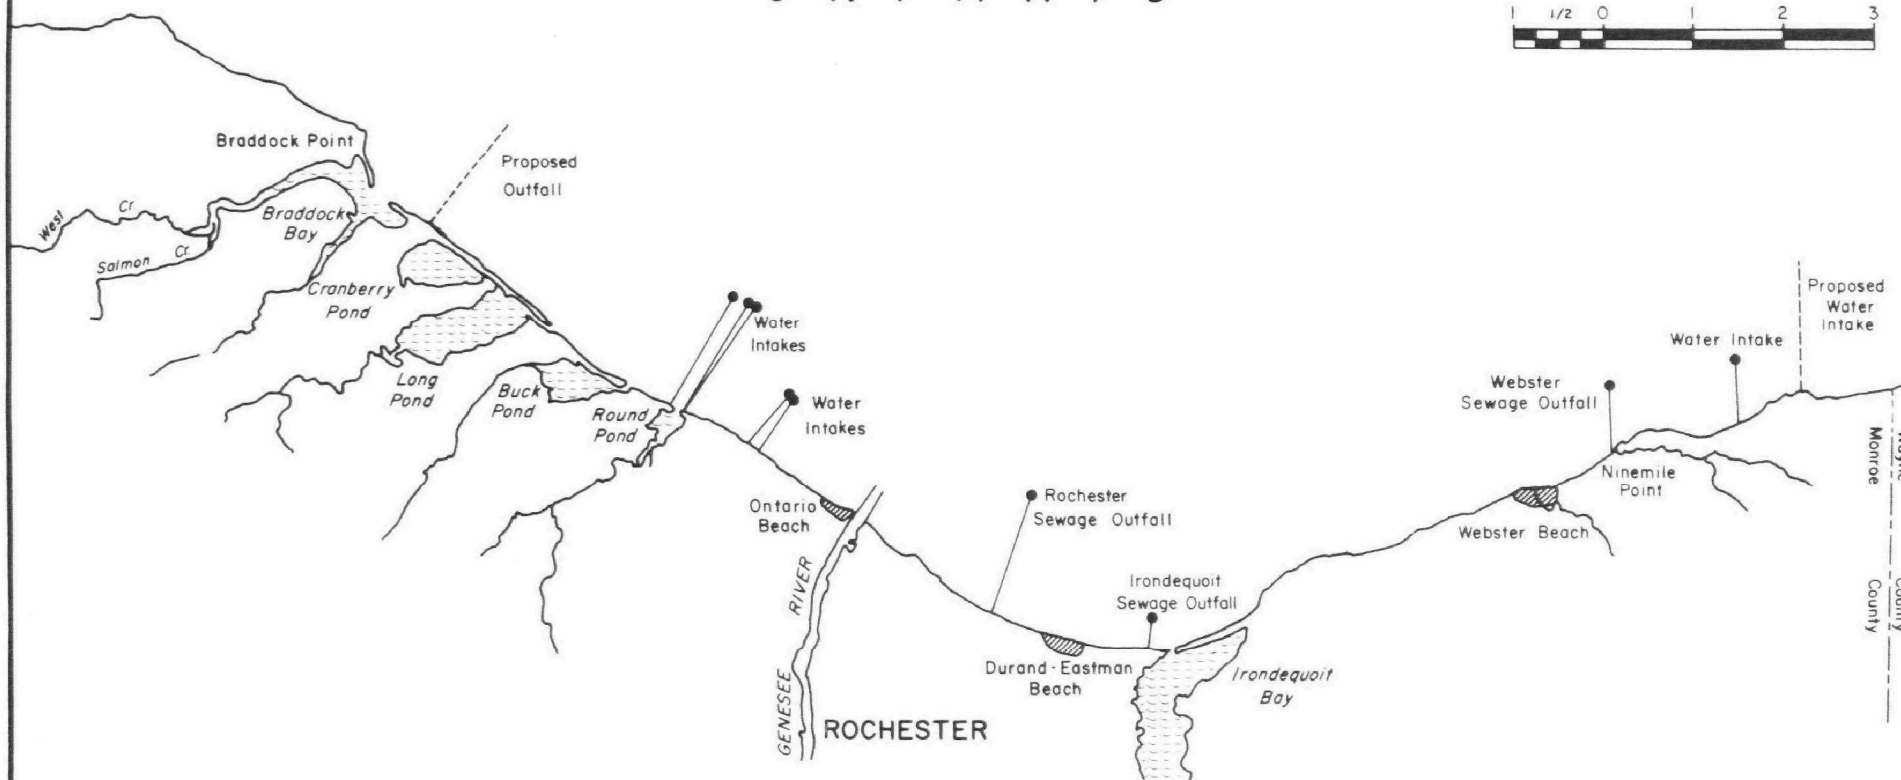 1 1/2 0 1 2 3
Braddock Point
Proposed
Outfall
West Cr.
Salmon Cr.
Braddock
Bay
Cranberry
Pond
Long
Pond
Buck
Pond
Round
Pond
Water
Intakes
Water
Intakes
Ontario
Beach
GENESEE RIVER
ROCHESTER
Rochester
Sewage Outfall
Irondequoit
Sewage Outfall
Durand-Eastman
Beach
Irondequoit
Bay
Webster
Sewage Outfall
Water Intake
Proposed
Water
Intake
Ninemile
Point
Webster Beach
Monroe County